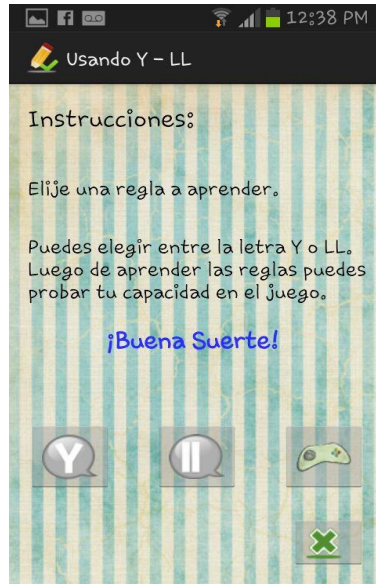 12:38 PM
Usando Y - LL
Instrucciones:
Elije una regla a aprender.
Puedes elegir entre la letra Y o LL.
Luego de aprender las reglas puedes
probar tu capacidad en el juego.
¡Buena Suerte!
Y
ll